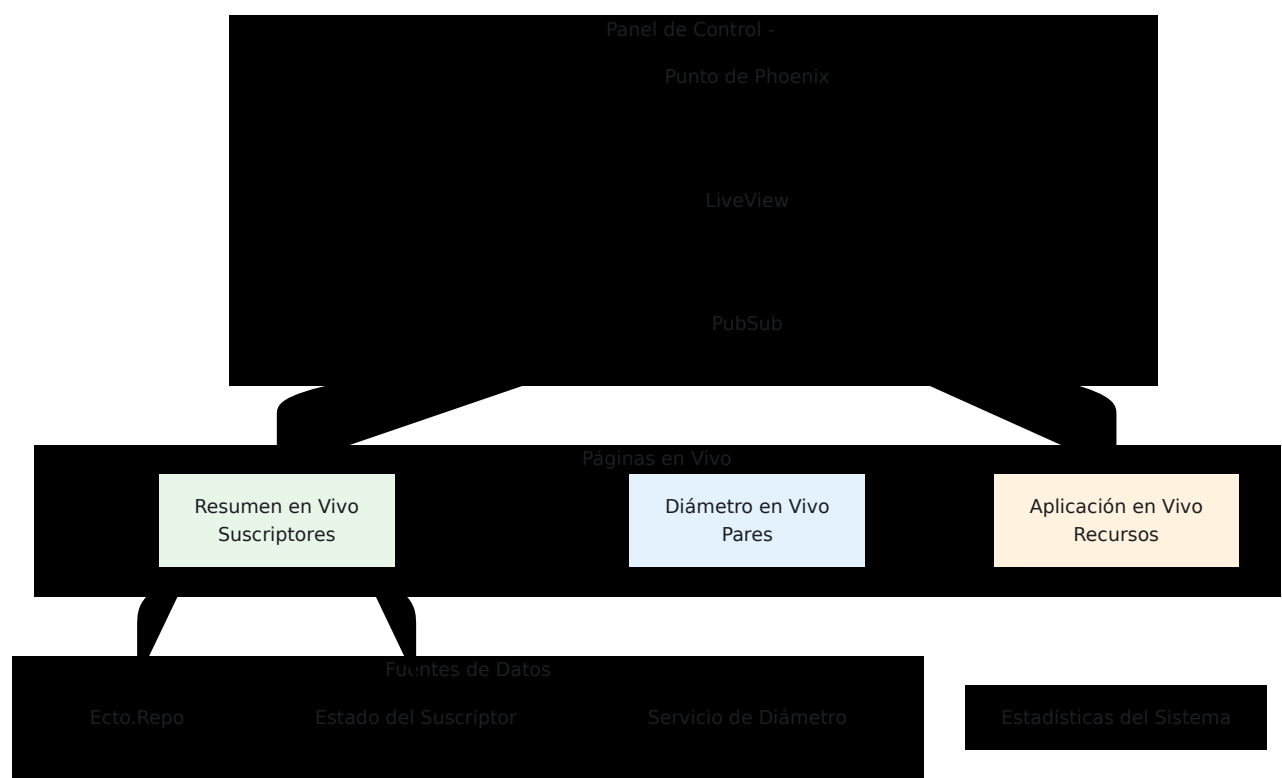 Panel de Control -
Punto de Phoenix
LiveView
PubSub
Páginas en Vivo
Resumen en Vivo
Suscriptores
Diámetro en Vivo
Pares
Aplicación en Vivo
Recursos
Fuentes de Datos
Ecto.Repo
Estado del Suscriptor
Servicio de Diámetro
Estadísticas del Sistema